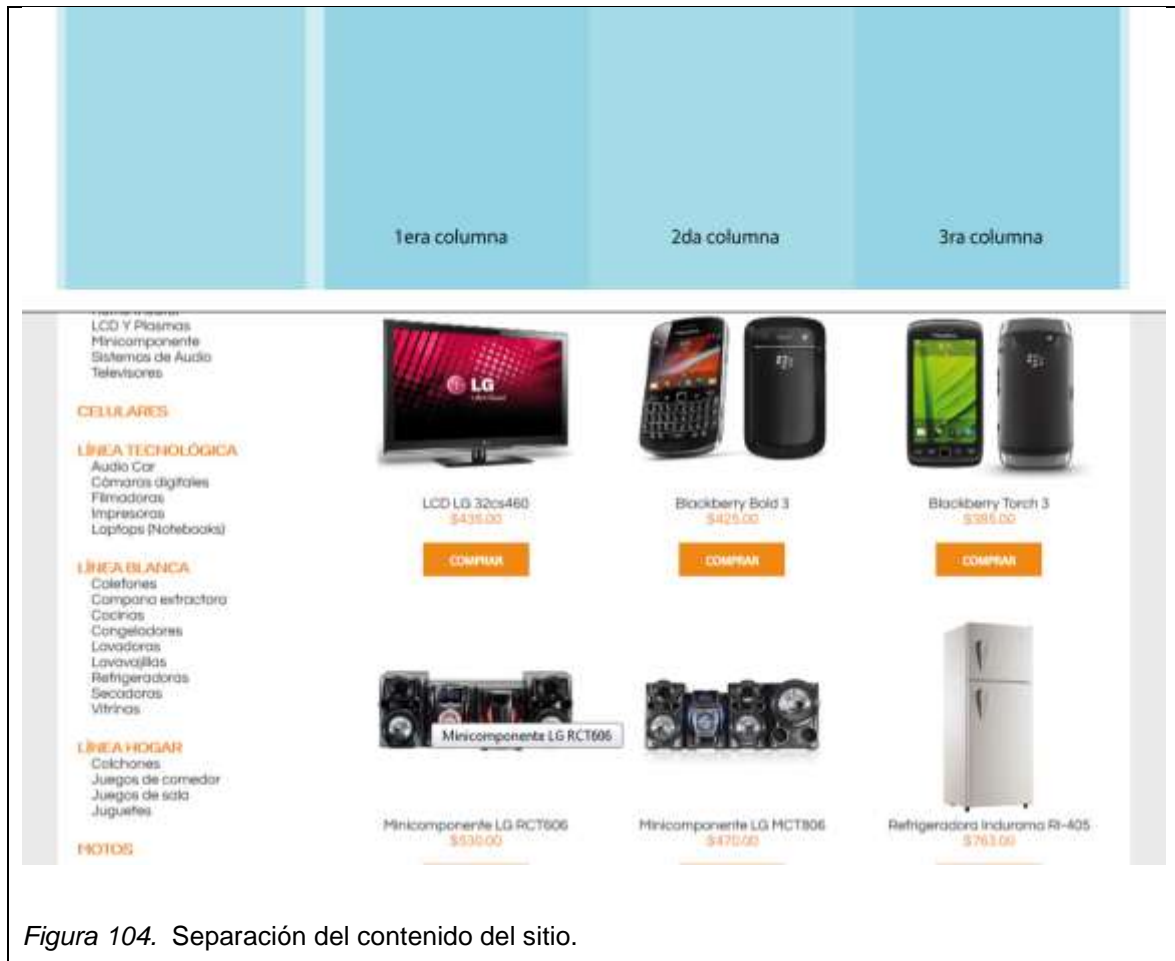 1era columna
2da columna
3ra columna
LCD Y Plasmas
Minicomponente
Sistemas de Audio
Televisores
CELULARES
LÍNEA TECNOLÓGICA
Audio Car
Cámaras digitales
Filmadoras
Impresoras
Laptops (Notebooks)
LÍNEA BLANCA
Calefones
Campana extractora
Cocinas
Congeladores
Lavadoras
Lavavajillas
Refrigeradoras
Secadoras
Vitrinas
LÍNEA HOGAR
Colchones
Juegos de comedor
Juegos de sala
Juguetes
MOTOS
LG
LCD LG 32cs460
$435.00
COMPRAR
Blackberry Bold 3
$425.00
COMPRAR
Blackberry Torch 3
$385.00
COMPRAR
Minicomponente LG RCT606
Minicomponente LG RCT606
$530.00
Minicomponente LG MCT806
$470.00
Refrigeradora Indurama RI-405
$763.00
Figura 104. Separación del contenido del sitio.